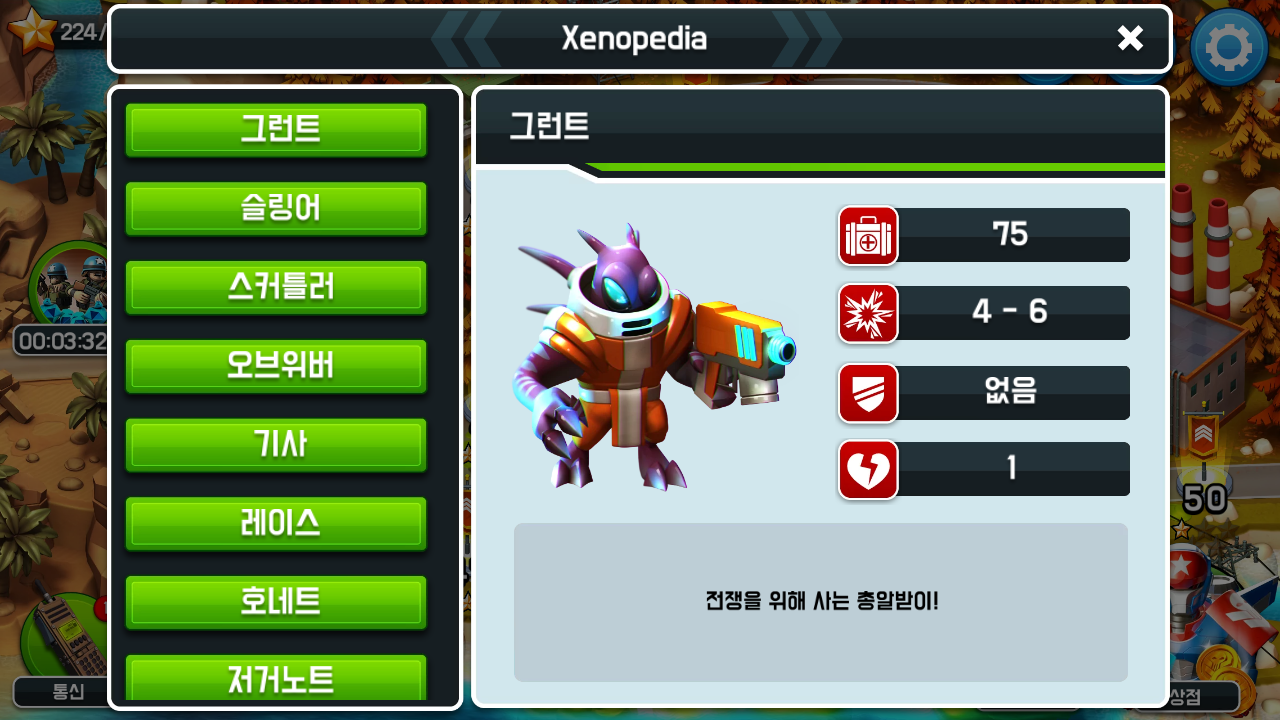 224/
Xenopedia
그런트
슬링어
스커틀러
오브위버
기사
레이스
호네트
저거노트
그런트
75
4 - 6
없음
1
전쟁을 위해 사는 총알받이!
00:03:32
50
통신
상점